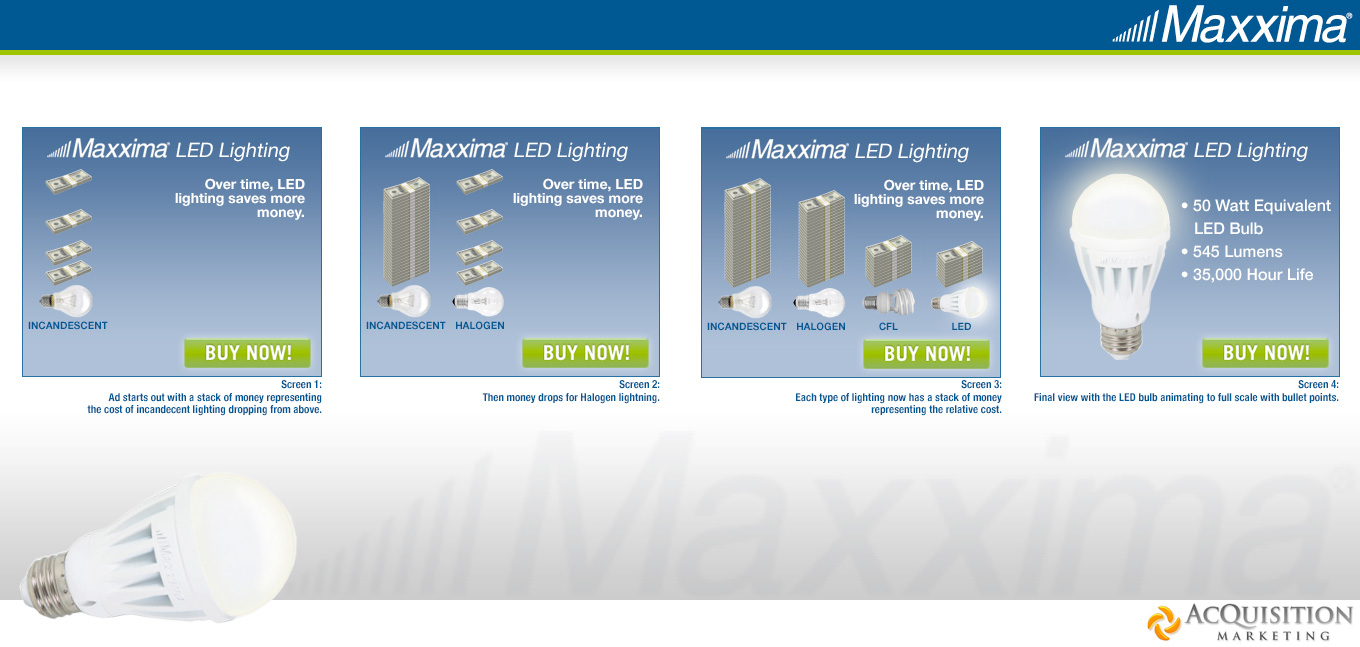 Maxxima®
Maxxima® LED Lighting
Over time, LED
lighting saves more
money.
INCANDESCENT
BUY NOW!
Screen 1:
Ad starts out with a stack of money representing
the cost of incandecent lighting dropping from above.
Maxxima® LED Lighting
Over time, LED
lighting saves more
money.
INCANDESCENT HALOGEN
BUY NOW!
Screen 2:
Then money drops for Halogen lightning.
Maxxima® LED Lighting
Over time, LED
lighting saves more
money.
INCANDESCENT HALOGEN CFL LED
BUY NOW!
Screen 3:
Each type of lighting now has a stack of money
representing the relative cost.
Maxxima® LED Lighting
• 50 Watt Equivalent
LED Bulb
• 545 Lumens
• 35,000 Hour Life
Maxxima
BUY NOW!
Screen 4:
Final view with the LED bulb animating to full scale with bullet points.
Maxxima®
Maxxima
ACQUISITION
MARKETING